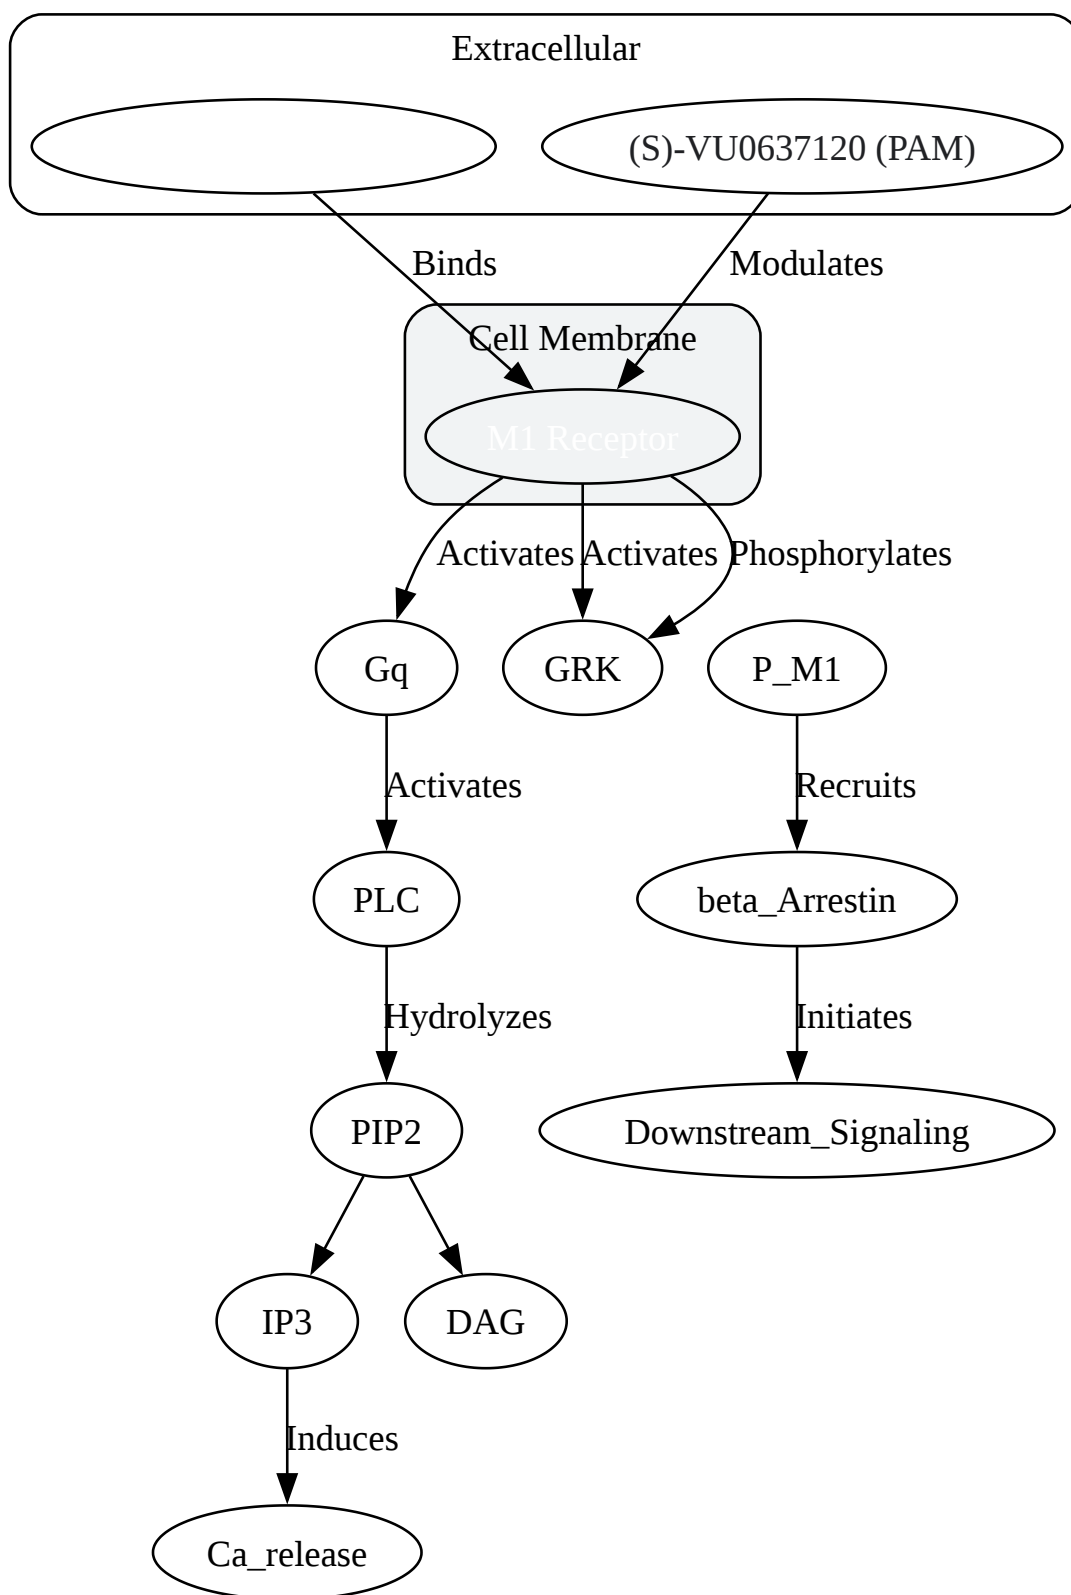 Extracellular
(S)-VU0637120 (PAM)
Binds
Modulates
Cell Membrane
M1 Receptor
Activates
Activates
Phosphorylates
Gq
GRK
P_M1
Activates
Recruits
PLC
beta_Arrestin
Hydrolyzes
Initiates
PIP2
Downstream_Signaling
IP3
DAG
Induces
Ca_release